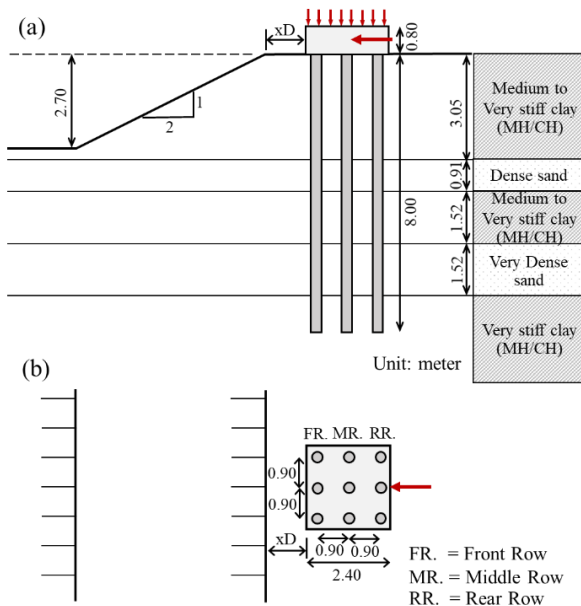 (a)
xD
0.80
2.70
1
2
8.00
3.05
Medium to
Very stiff clay
(MH/CH)
0.91
Dense sand
1.52
Medium to
Very stiff clay
(MH/CH)
1.52
Very Dense
sand
Very stiff clay
(MH/CH)
Unit: meter
(b)
FR. MR. RR.
0.90
0.90
xD
0.90 0.90
2.40
FR. = Front Row
MR. = Middle Row
RR. = Rear Row